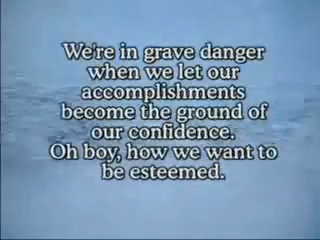 We're in grave danger
when we let our
accomplishments
become the ground of
our confidence.
Oh boy, how we want to
be esteemed.